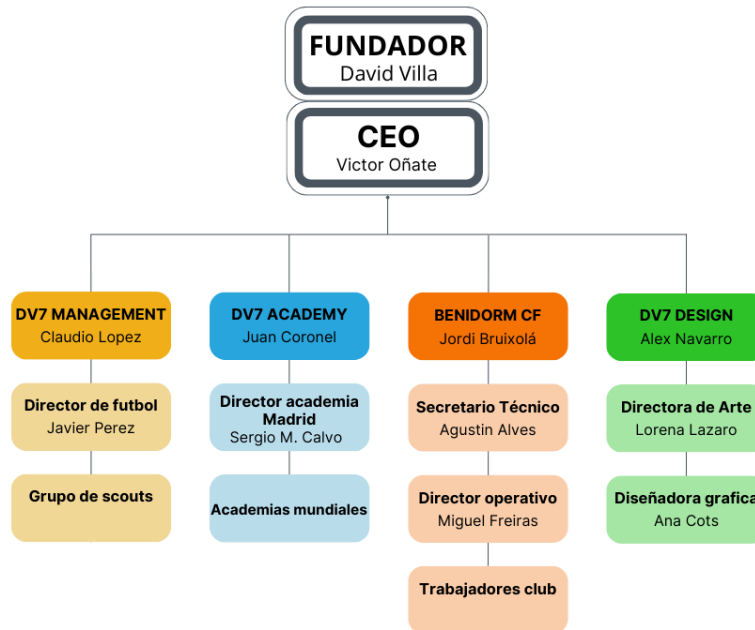 FUNDADOR
David Villa
CEO
Victor Oñate
DV7 MANAGEMENT
Claudio Lopez
Director de futbol
Javier Perez
Grupo de scouts
DV7 ACADEMY
Juan Coronel
Director academia
Madrid
Sergio M. Calvo
Academias mundiales
BENIDORM CF
Jordi Bruixolá
Secretario Técnico
Agustin Alves
Director operativo
Miguel Freiras
Trabajadores club
DV7 DESIGN
Alex Navarro
Directora de Arte
Lorena Lazaro
Diseñadora grafica
Ana Cots